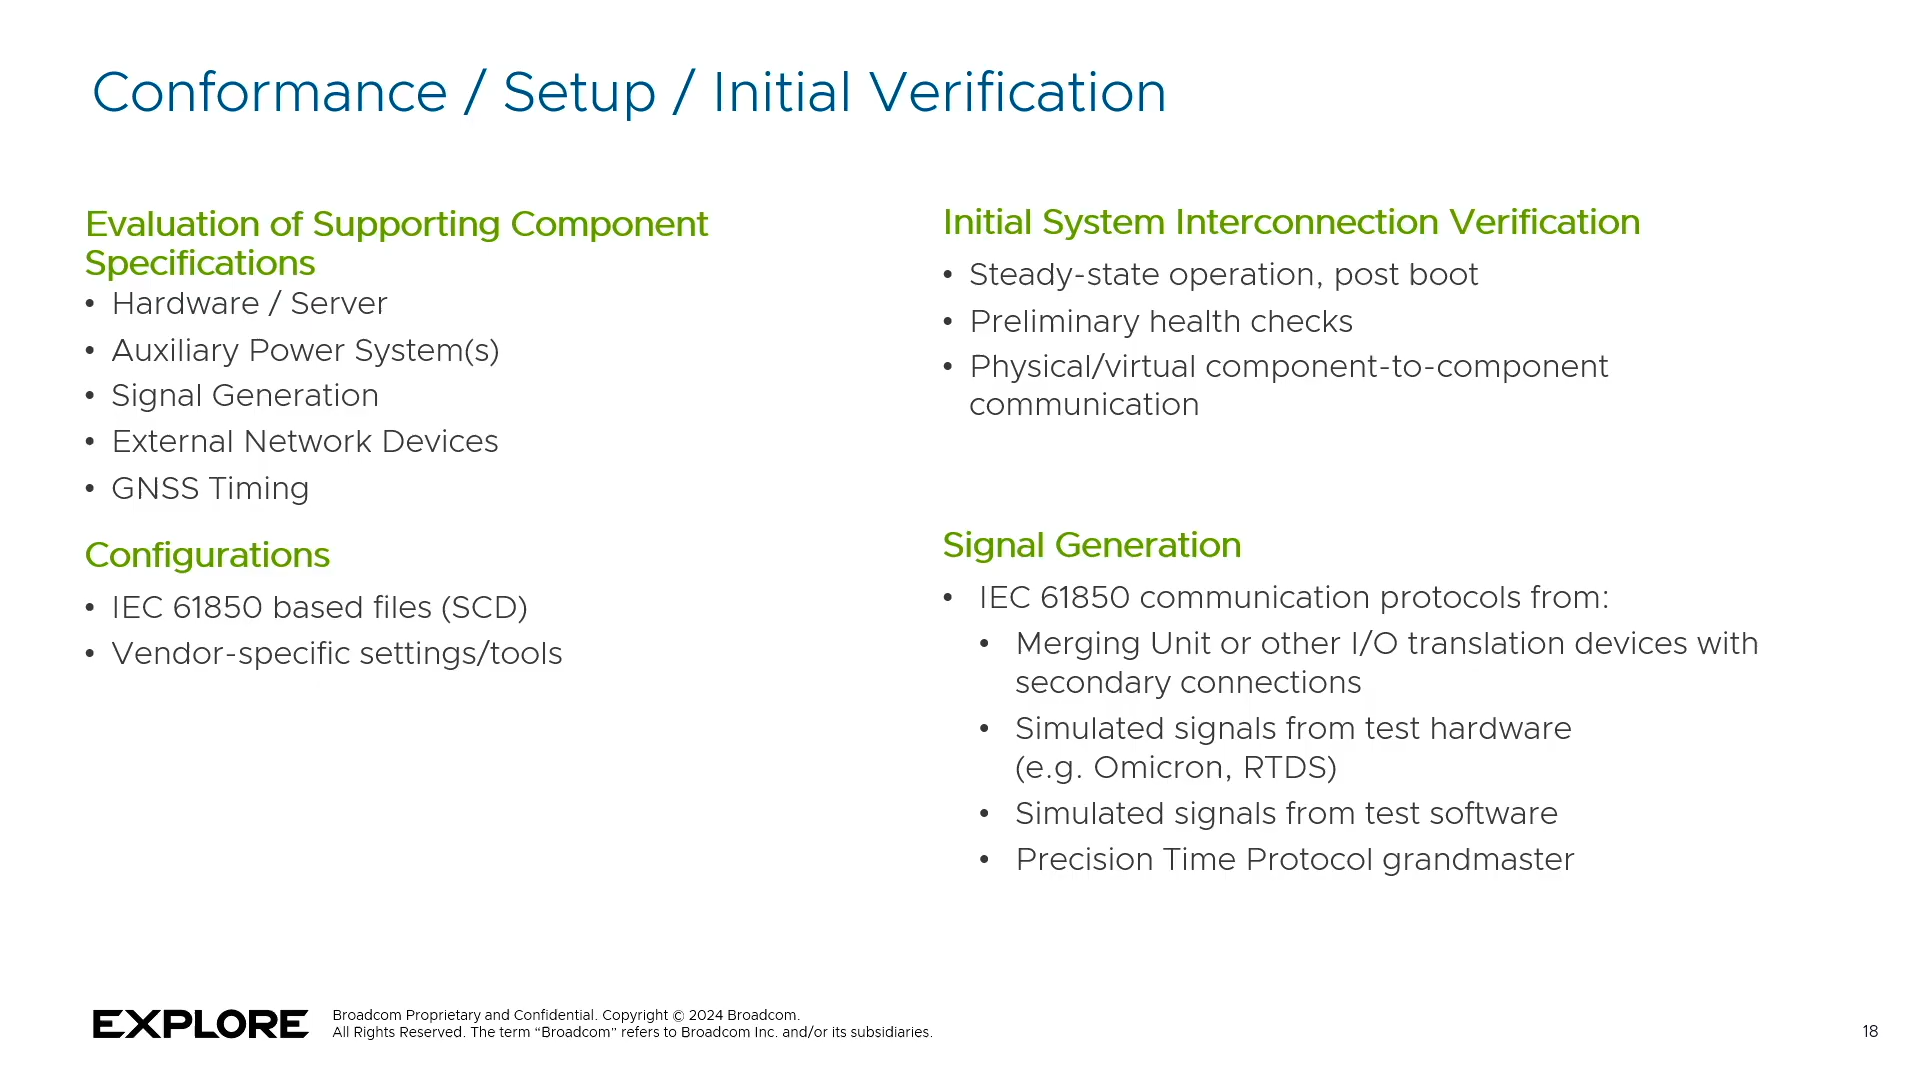 Conformance / Setup / Initial Verification
Evaluation of Supporting Component
Specifications
• Hardware / Server
• Auxiliary Power System(s)
• Signal Generation
• External Network Devices
• GNSS Timing
Configurations
• IEC 61850 based files (SCD)
• Vendor-specific settings/tools
Initial System Interconnection Verification
• Steady-state operation, post boot
• Preliminary health checks
• Physical/virtual component-to-component
communication
Signal Generation
• IEC 61850 communication protocols from:
• Merging Unit or other I/O translation devices with
secondary connections
• Simulated signals from test hardware
(e.g. Omicron, RTDS)
• Simulated signals from test software
• Precision Time Protocol grandmaster
EXPLORE
Broadcom Proprietary and Confidential. Copyright © 2024 Broadcom.
All Rights Reserved. The term “Broadcom” refers to Broadcom Inc. and/or its subsidiaries.
18